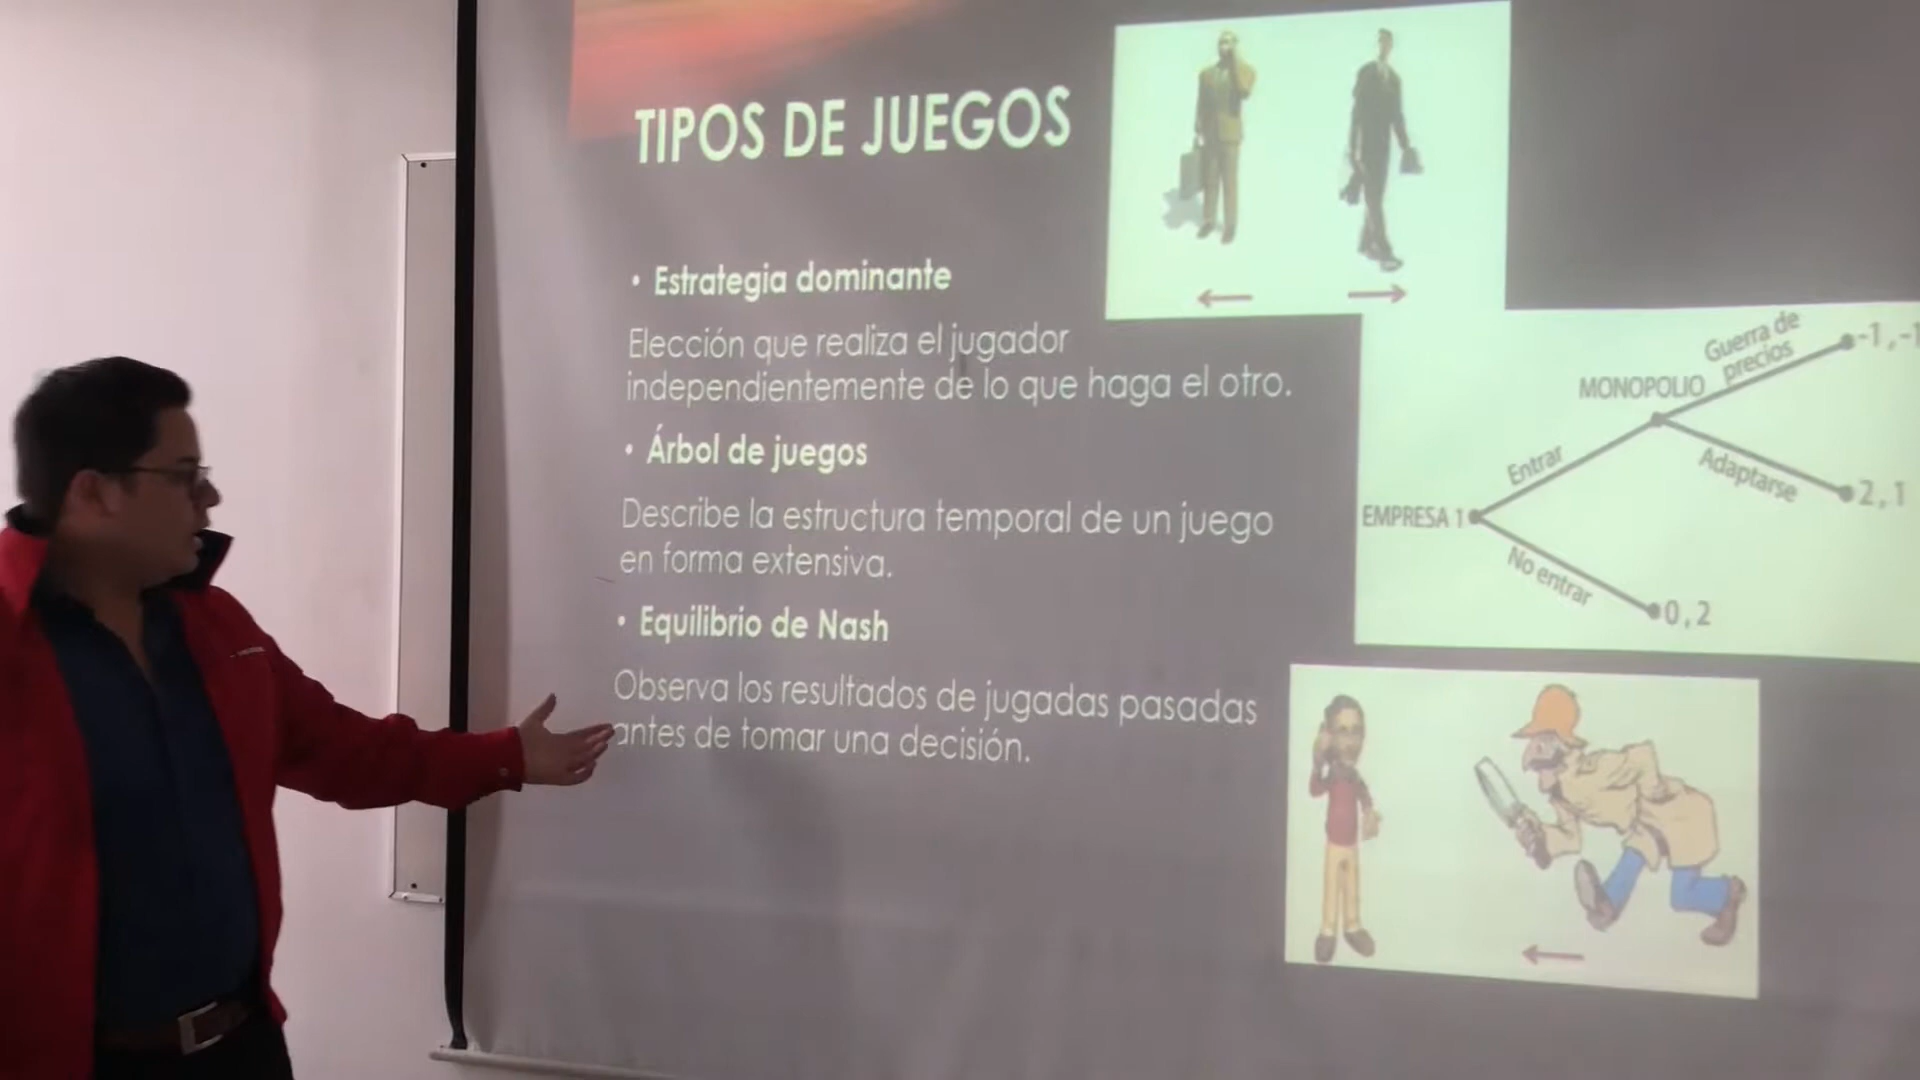 TIPOS DE JUEGOS
• Estrategia dominante
Elección que realiza el jugador
independientemente de lo que haga el otro.
• Árbol de juegos
Describe la estructura temporal de un juego
en forma extensiva.
• Equilibrio de Nash
Observa los resultados de jugadas pasadas
antes de tomar una decisión.
Guerra de
precios
-1,-1
MONOPOLIO
Entrar
Adaptarse
2,1
EMPRESA 1
No entrar
0,2